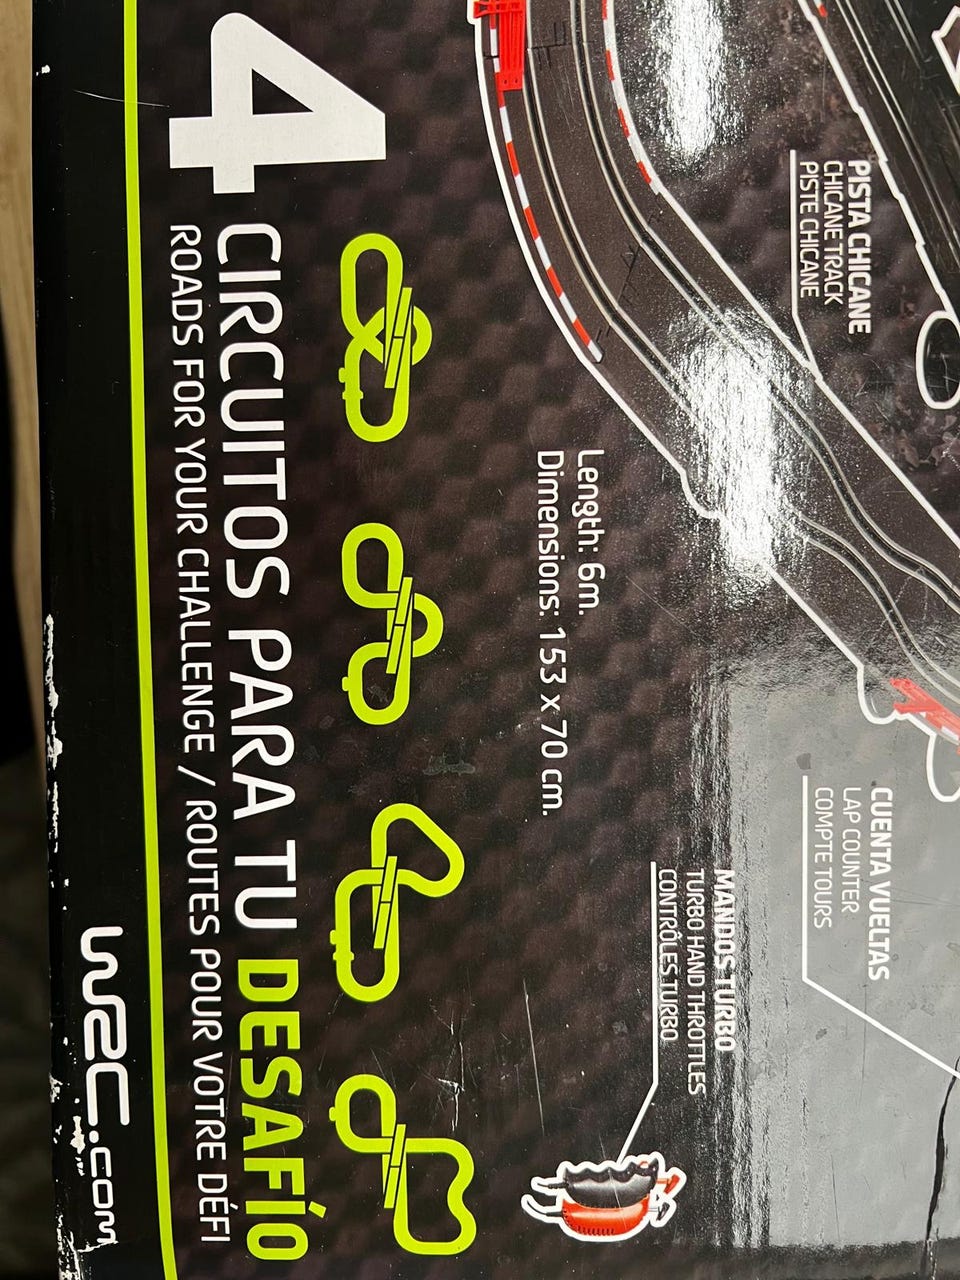 PISTA CHICANE
CHICANE TRACK
PISTE CHICANE
CUENTA VUELTAS
LAP COUNTER
COMPTE TOURS
MANDOS TURBO
TURBO HAND THROTTLES
CONTRÔLES TURBO
Length: 6m.
Dimensions: 153 x 70 cm.
4 CIRCUITOS PARA TU DESAFÍO
ROADS FOR YOUR CHALLENGE / ROUTES POUR VOTRE DÉFI
WRC.com